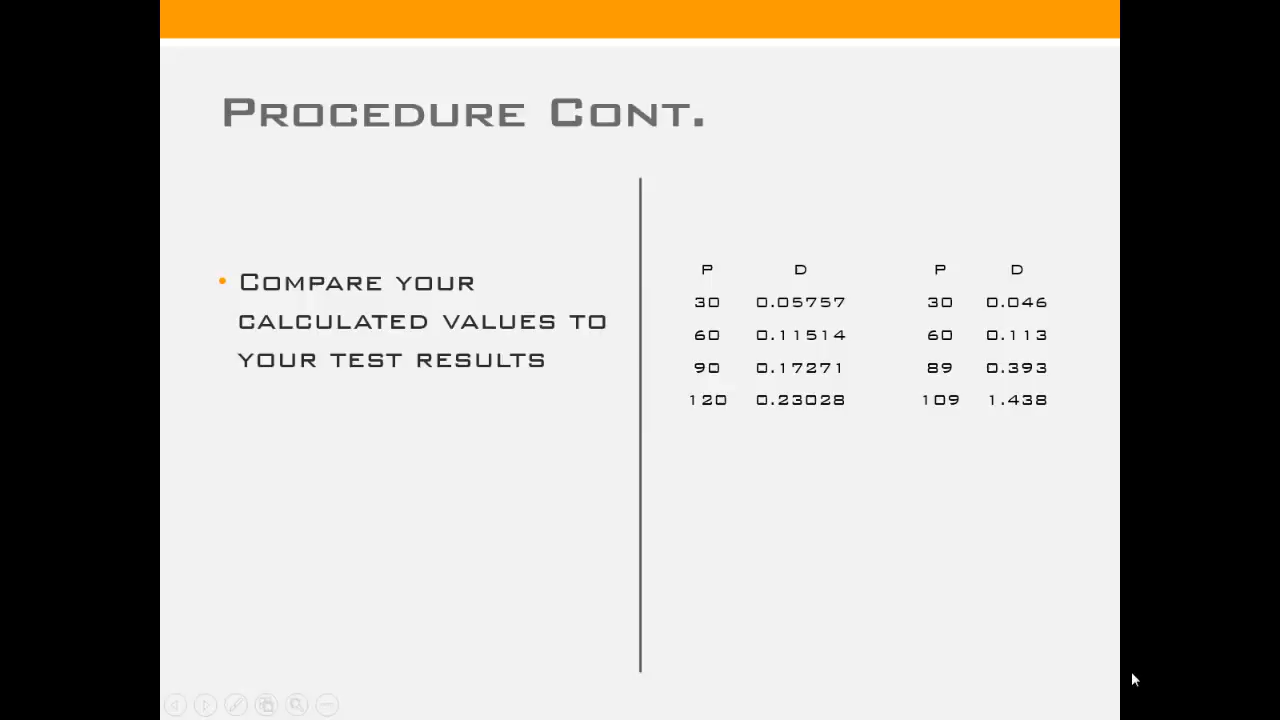 Procedure Cont.
• Compare your
calculated values to
your test results
P D P D
30 0.05757 30 0.046
60 0.11514 60 0.113
90 0.17271 89 0.393
120 0.23028 109 1.438